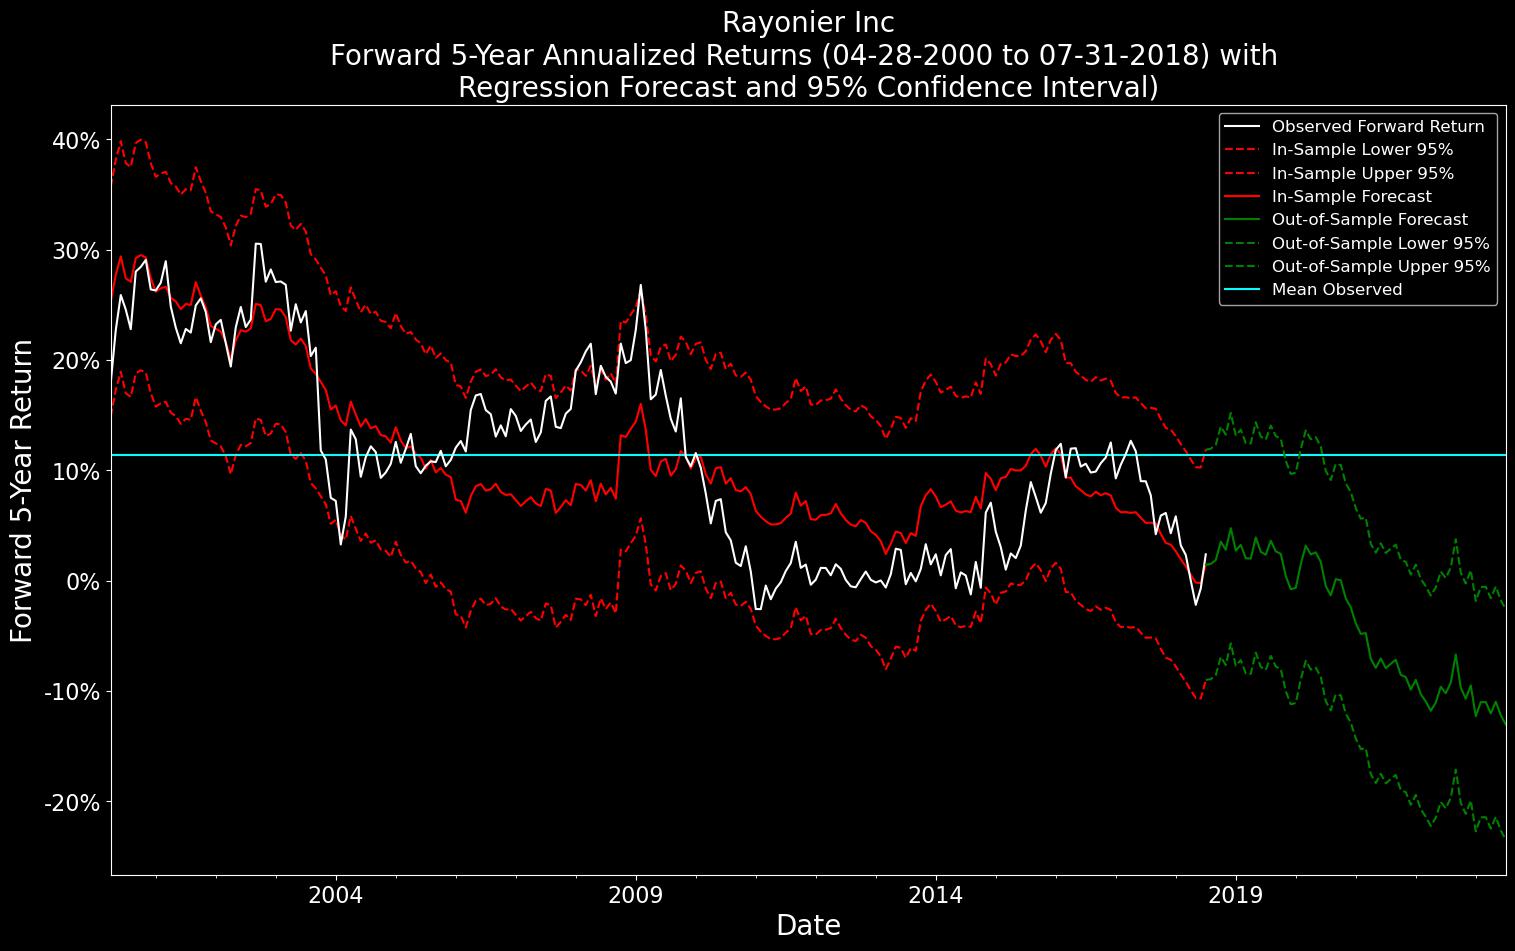 Rayonier Inc
Forward 5-Year Annualized Returns (04-28-2000 to 07-31-2018) with
Regression Forecast and 95% Confidence Interval)
Observed Forward Return
In-Sample Lower 95%
In-Sample Upper 95%
In-Sample Forecast
Out-of-Sample Forecast
Out-of-Sample Lower 95%
Out-of-Sample Upper 95%
Mean Observed
Forward 5-Year Return
40%
30%
20%
10%
0%
-10%
-20%
2004
2009
2014
2019
Date